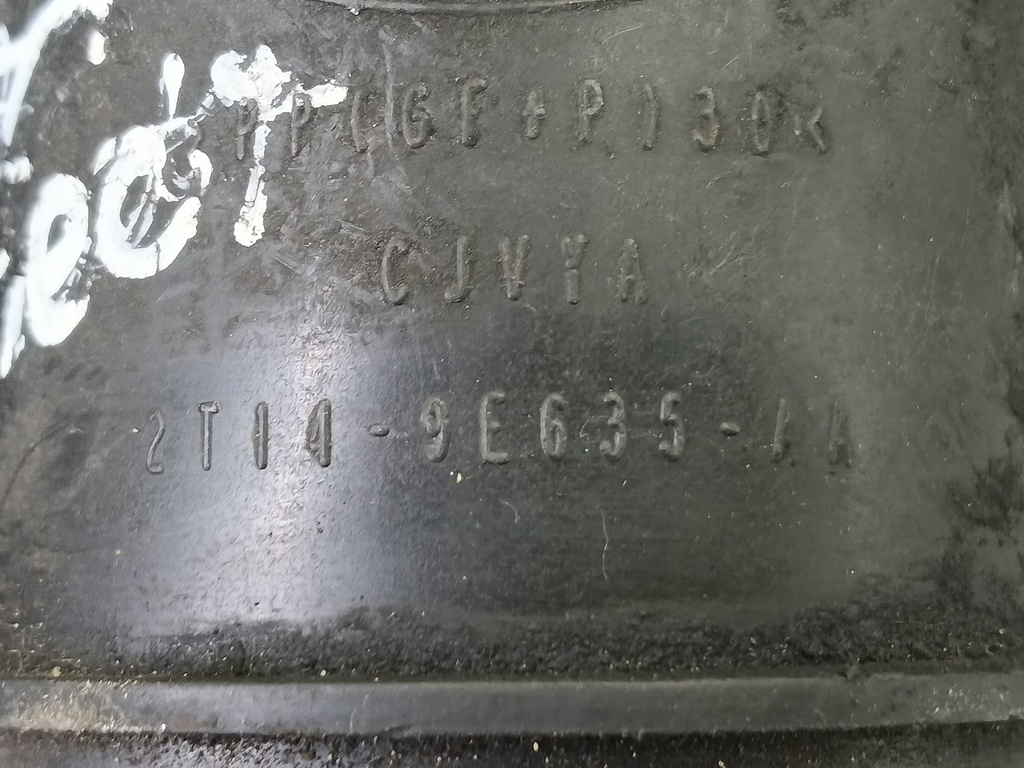 PP(GF+P)30<
CJVYA
2T14-9E635-AA